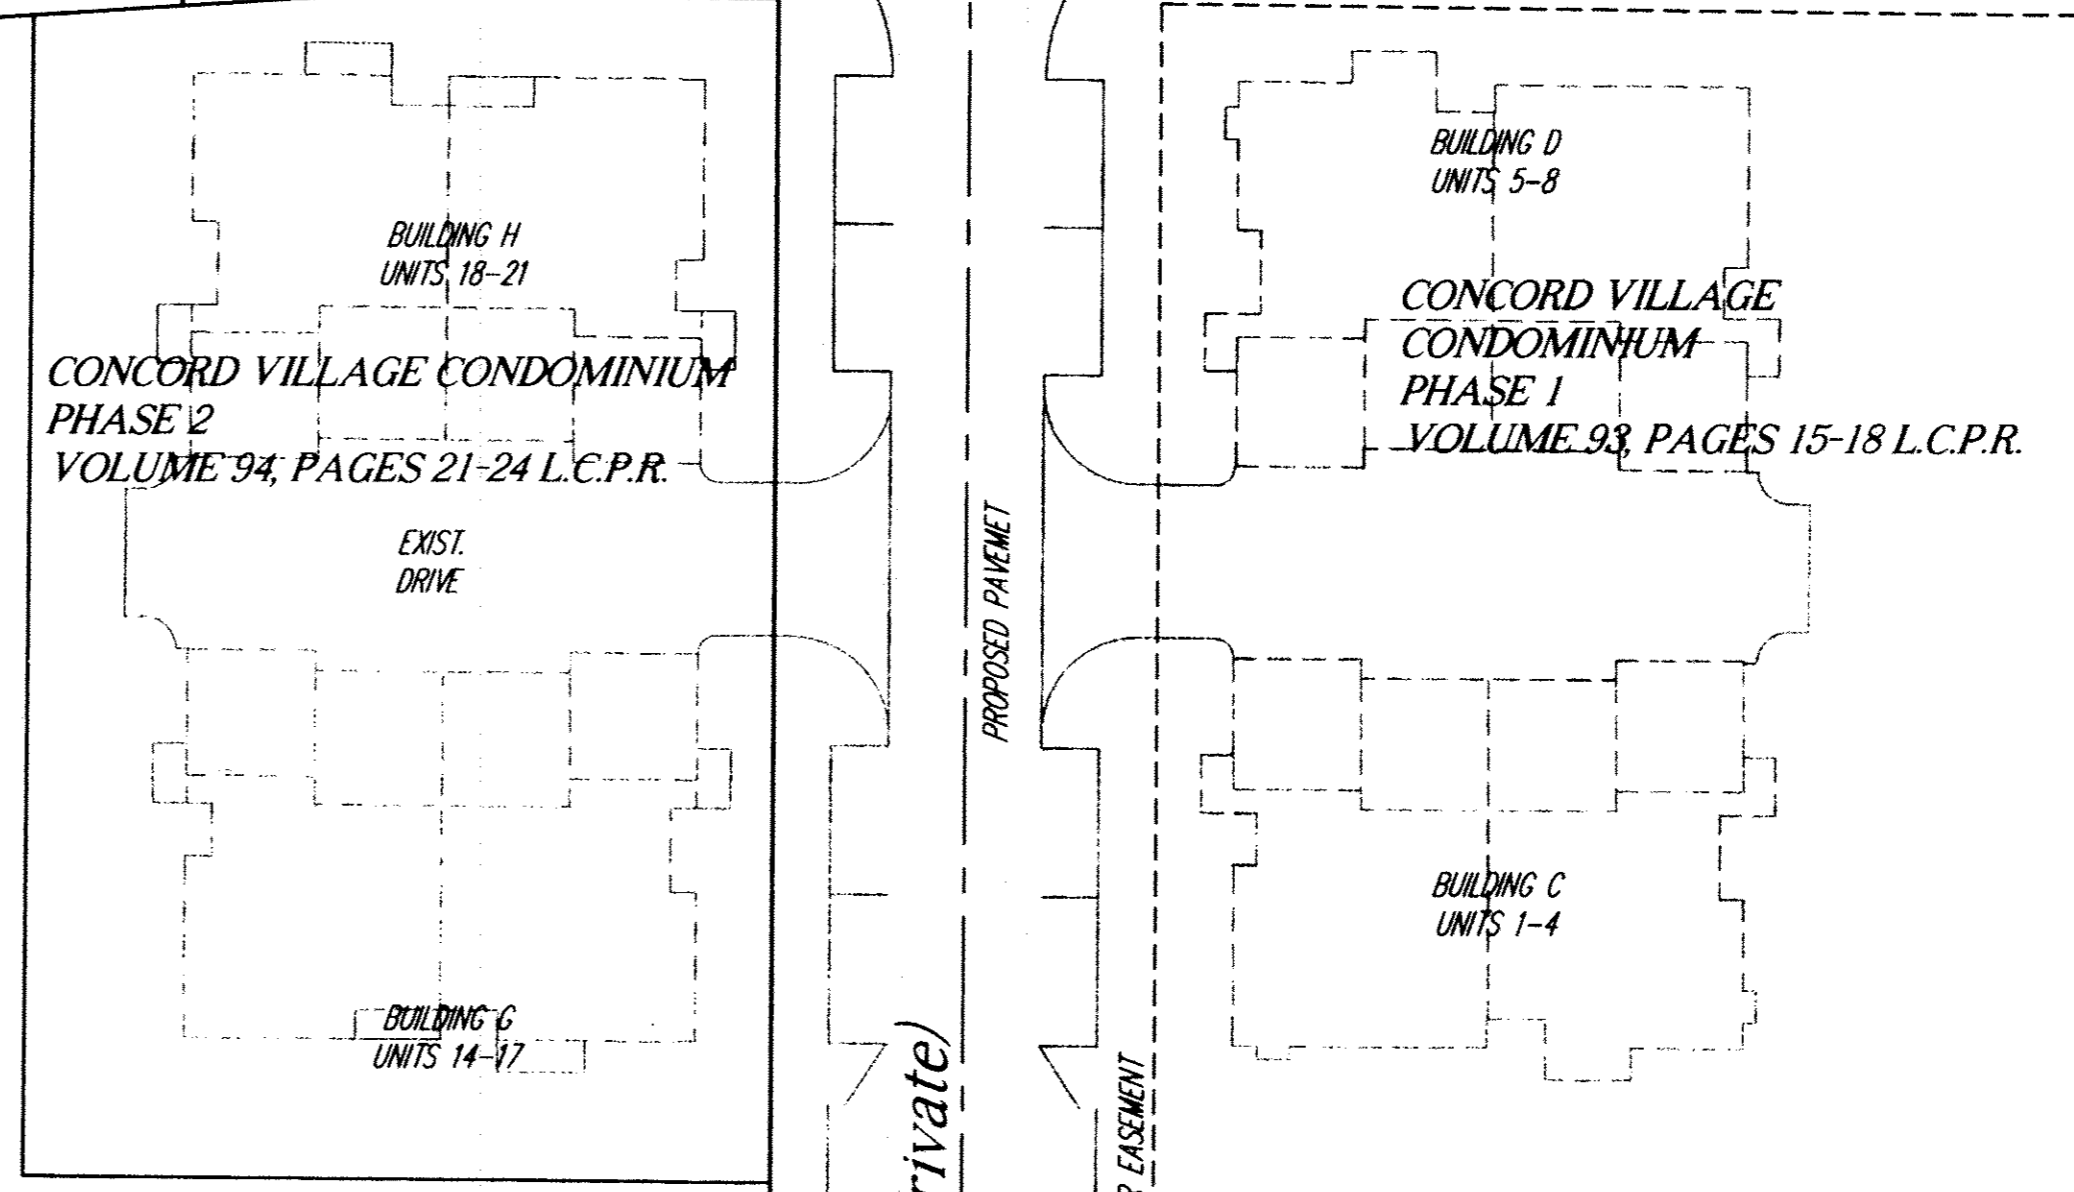 BUILDING H
UNITS 18-21
CONCORD VILLAGE CONDOMINIUM
PHASE 2
VOLUME 94, PAGES 21-24 L.C.P.R.
EXIST.
DRIVE
BUILDING G
UNITS 14-17
PROPOSED PAVEMET
EASEMENT
BUILDING D
UNITS 5-8
CONCORD VILLAGE
CONDOMINIUM
PHASE 1
VOLUME 93, PAGES 15-18 L.C.P.R.
BUILDING C
UNITS 1-4